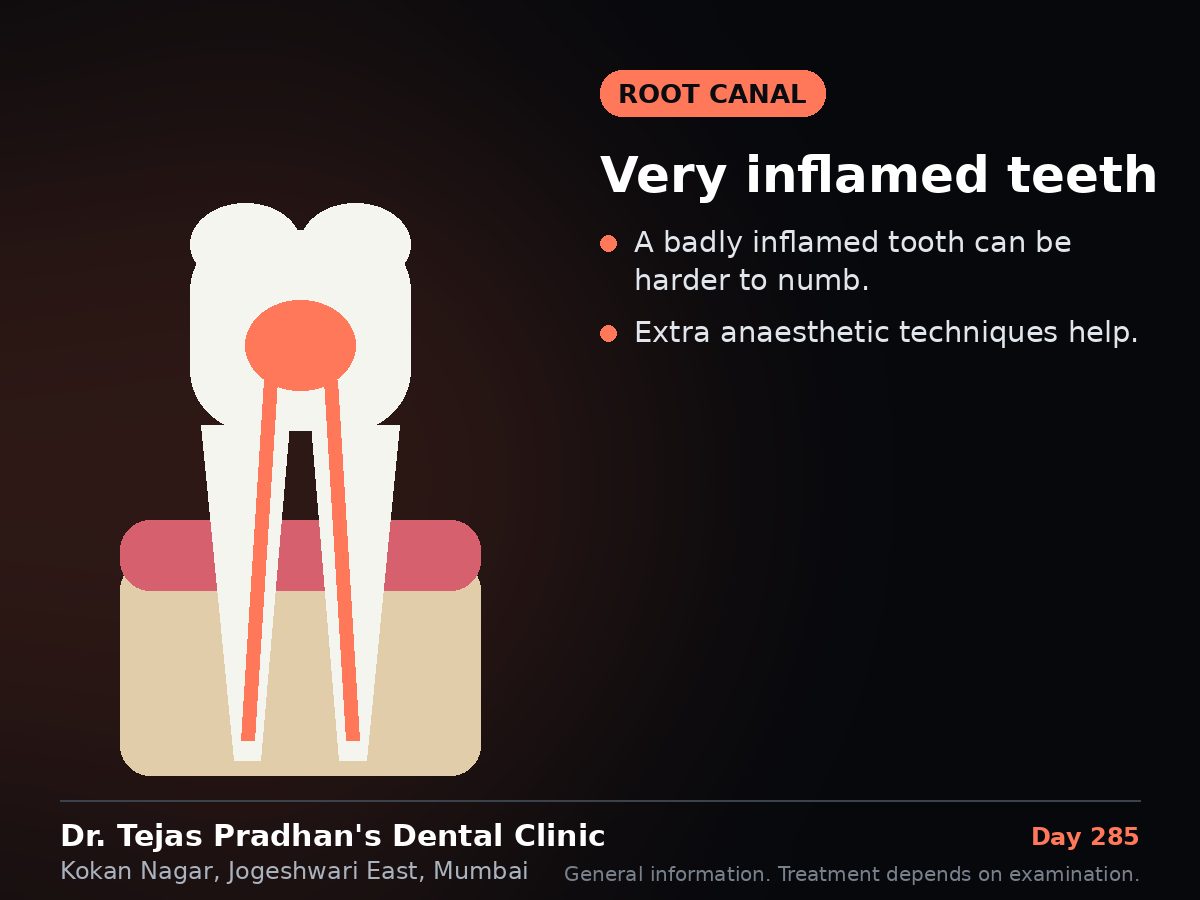 ROOT CANAL
Very inflamed teeth
A badly inflamed tooth can be
harder to numb.
Extra anaesthetic techniques help.
Dr. Tejas Pradhan's Dental Clinic
Day 285
Kokan Nagar, Jogeshwari East, Mumbai
General information. Treatment depends on examination.